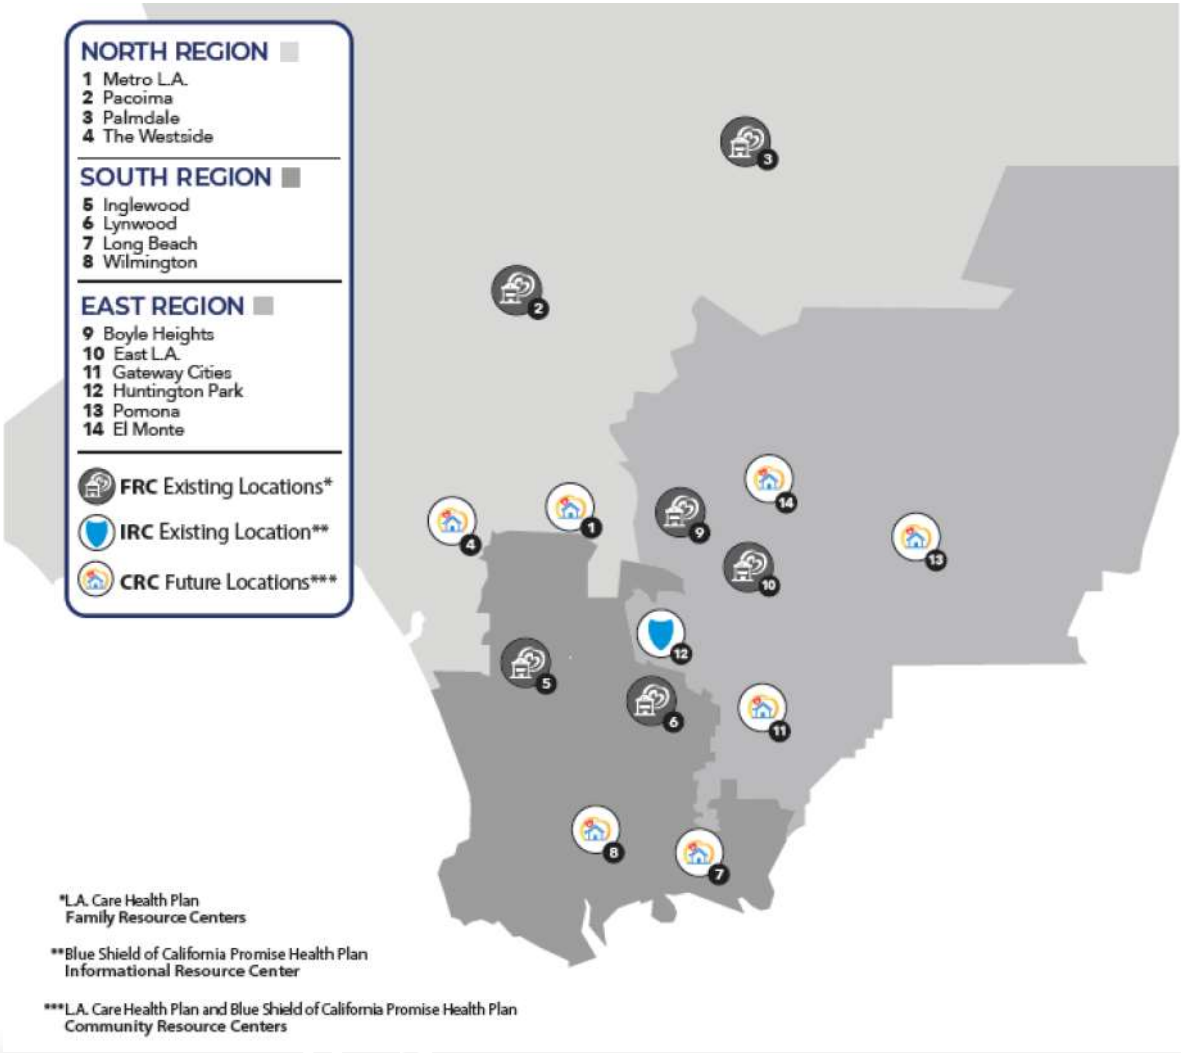 NORTH REGION
1 Metro L.A.
2 Pacoima
3 Palmdale
4 The Westside
SOUTH REGION
5 Inglewood
6 Lynwood
7 Long Beach
8 Wilmington
EAST REGION
9 Boyle Heights
10 East L.A.
11 Gateway Cities
12 Huntington Park
13 Pomona
14 El Monte
FRC Existing Locations*
IRC Existing Location**
CRC Future Locations***
3
2
14
1
9
4
13
10
12
5
6
11
8
7
*L.A. Care Health Plan
Family Resource Centers
**Blue Shield of California Promise Health Plan
Informational Resource Center
***L.A. Care Health Plan and Blue Shield of California Promise Health Plan
Community Resource Centers